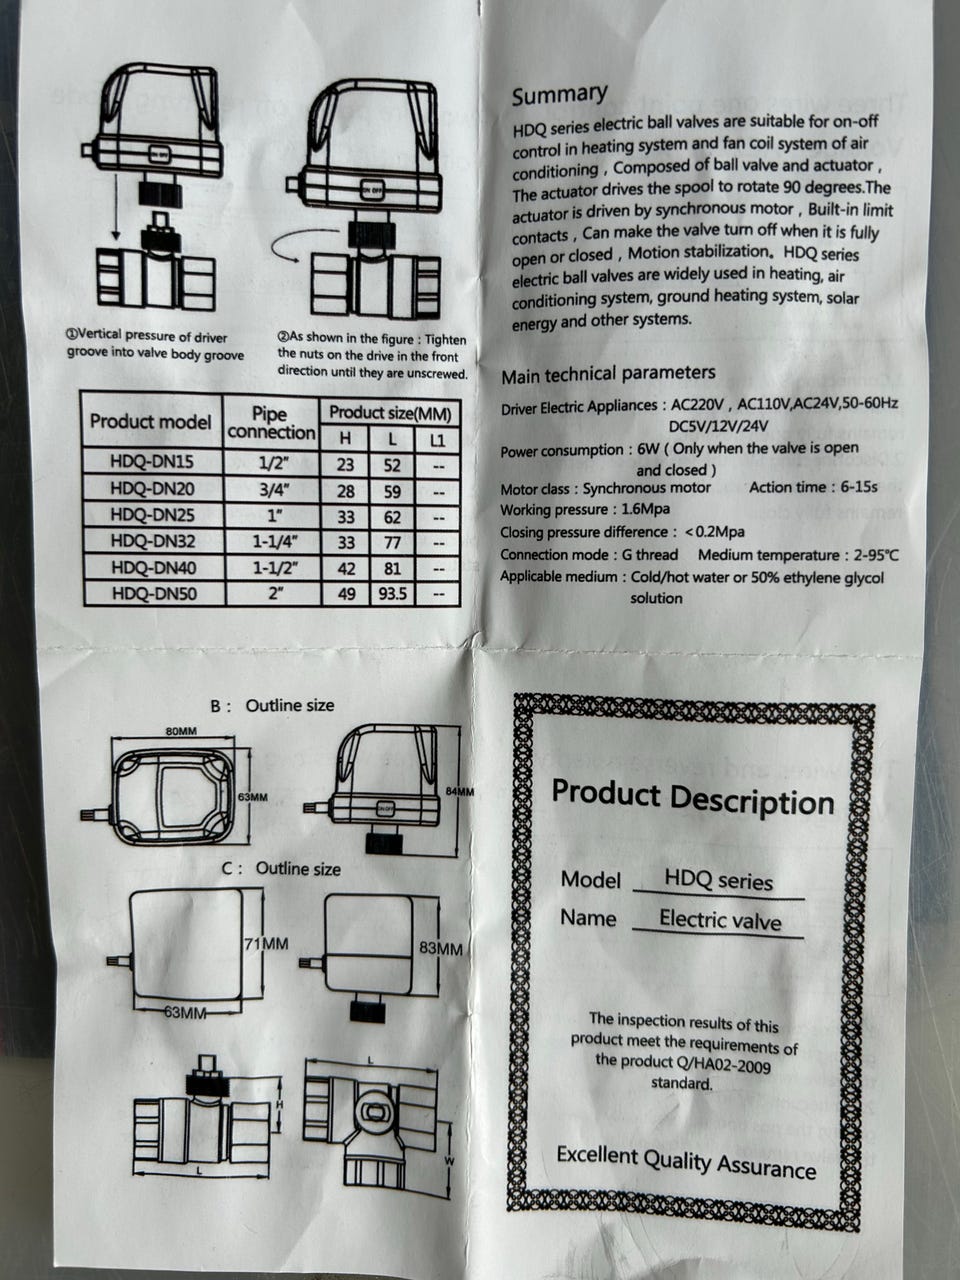 ON OFF
ON OFF
①Vertical pressure of driver
groove into valve body groove
②As shown in the figure : Tighten
the nuts on the drive in the front
direction until they are unscrewed.
Product model Pipe connection Product size(MM)
H L L1
HDQ-DN15 1/2" 23 52 --
HDQ-DN20 3/4" 28 59 --
HDQ-DN25 1" 33 62 --
HDQ-DN32 1-1/4" 33 77 --
HDQ-DN40 1-1/2" 42 81 --
HDQ-DN50 2" 49 93.5 --
Summary
HDQ series electric ball valves are suitable for on-off
control in heating system and fan coil system of air
conditioning , Composed of ball valve and actuator ,
The actuator drives the spool to rotate 90 degrees.The
actuator is driven by synchronous motor , Built-in limit
contacts , Can make the valve turn off when it is fully
open or closed , Motion stabilization。HDQ series
electric ball valves are widely used in heating, air
conditioning system, ground heating system, solar
energy and other systems.
Main technical parameters
Driver Electric Appliances : AC220V , AC110V,AC24V,50-60Hz
DC5V/12V/24V
Power consumption : 6W ( Only when the valve is open
and closed )
Motor class : Synchronous motor Action time : 6-15s
Working pressure : 1.6Mpa
Closing pressure difference : <0.2Mpa
Connection mode : G thread Medium temperature : 2-95℃
Applicable medium : Cold/hot water or 50% ethylene glycol
solution
B : Outline size
80MM
63MM
ON OFF
84MM
C : Outline size
71MM
63MM
83MM
H
L
L
W
Product Description
Model HDQ series
Name Electric valve
The inspection results of this
product meet the requirements of
the product Q/HA02-2009
standard.
Excellent Quality Assurance